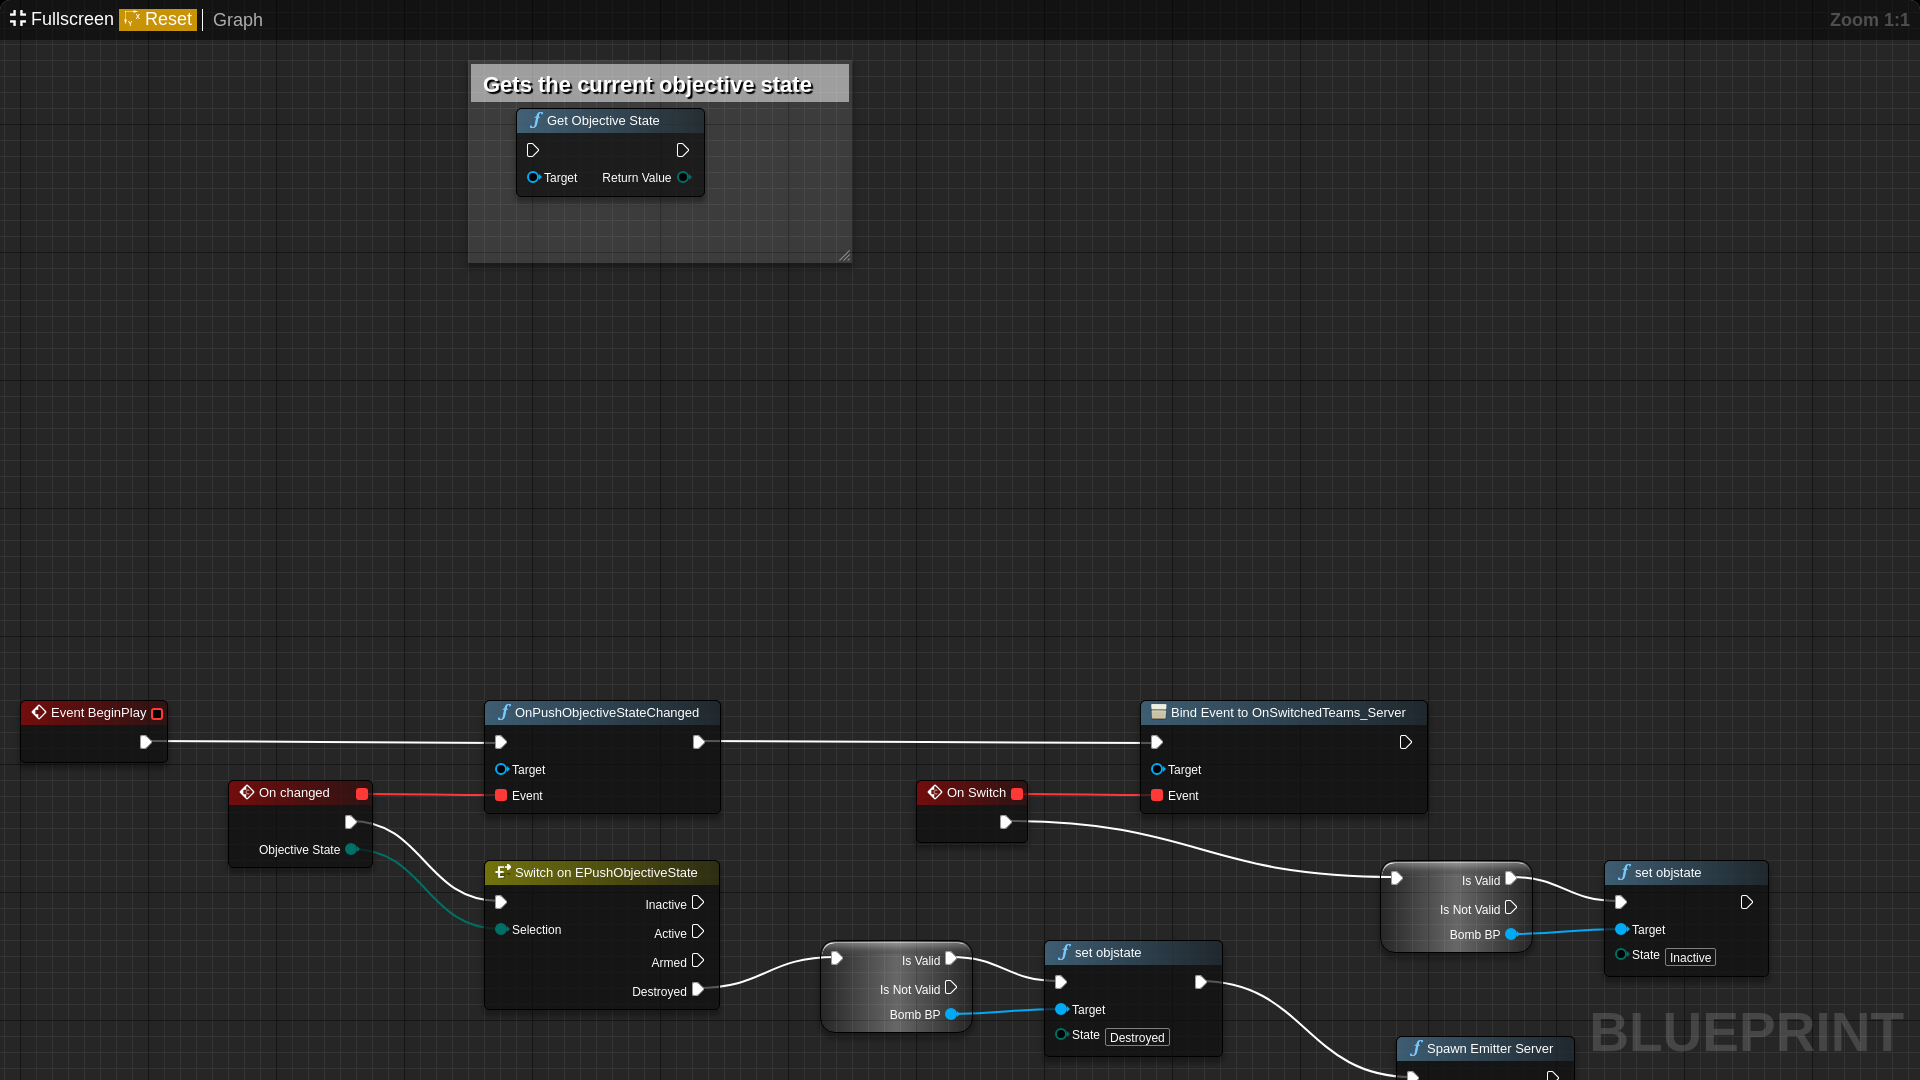 Fullscreen Reset Graph Zoom 1:1
Gets the current objective state
Get Objective State
Target Return Value
Event BeginPlay
OnPushObjectiveStateChanged
Target
Event
Bind Event to OnSwitchedTeams_Server
Target
Event
On changed
Objective State
On Switch
Switch on EPushObjectiveState
Inactive
Selection
Active
Armed
Destroyed
Is Valid
Is Not Valid
Bomb BP
set objstate
Target
State Destroyed
Is Valid
Is Not Valid
Bomb BP
set objstate
Target
State Inactive
Spawn Emitter Server
BLUEPRINT